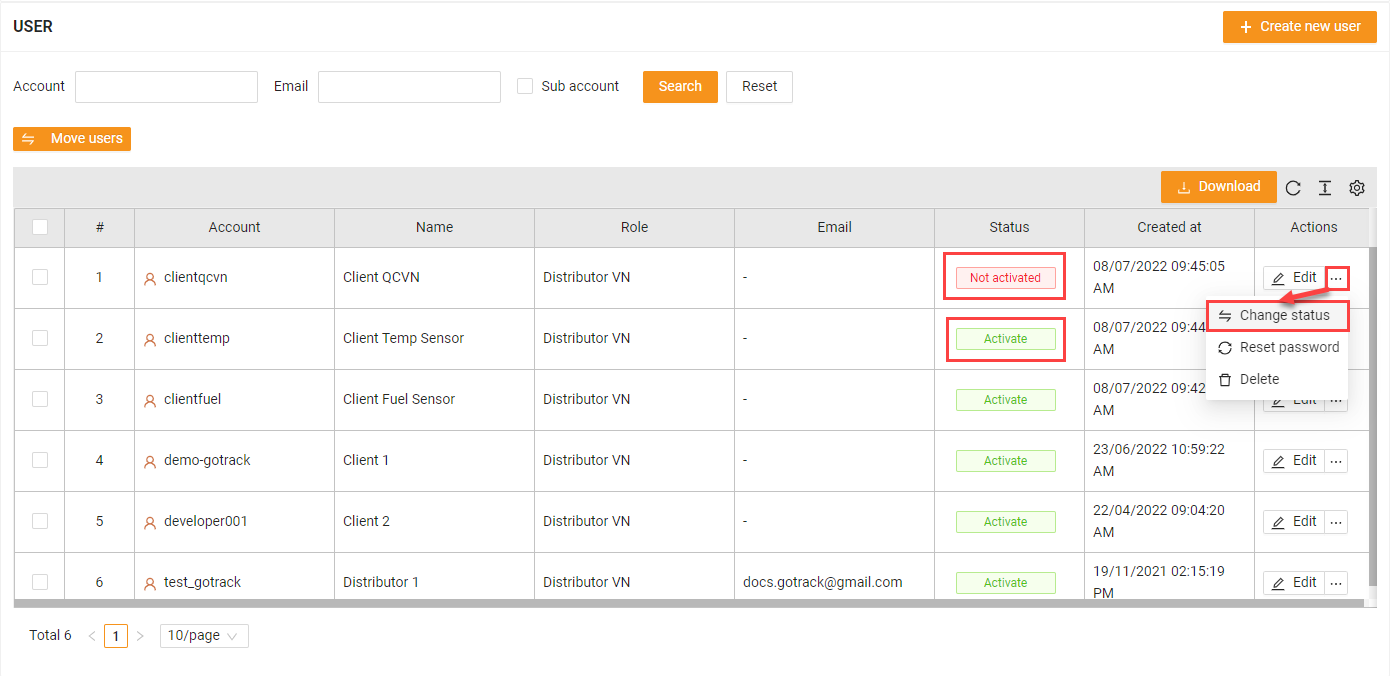 USER
Create new user
Account
Email
Sub account
Search
Reset
Move users
Download
#
Account
Name
Role
Email
Status
Created at
Actions
1
clientqcvn
Client QCVN
Distributor VN
-
Not activated
08/07/2022 09:45:05
AM
Edit
...
Change status
Reset password
Delete
2
clienttemp
Client Temp Sensor
Distributor VN
-
Activate
08/07/2022 09:44
AM
3
clientfuel
Client Fuel Sensor
Distributor VN
-
Activate
08/07/2022 09:42
AM
Edit
...
4
demo-gotrack
Client 1
Distributor VN
-
Activate
23/06/2022 10:59:22
AM
Edit
...
5
developer001
Client 2
Distributor VN
-
Activate
22/04/2022 09:04:20
AM
Edit
...
6
test_gotrack
Distributor 1
Distributor VN
docs.gotrack@gmail.com
Activate
19/11/2021 02:15:19
PM
Edit
...
Total 6
<
1
>
10/page